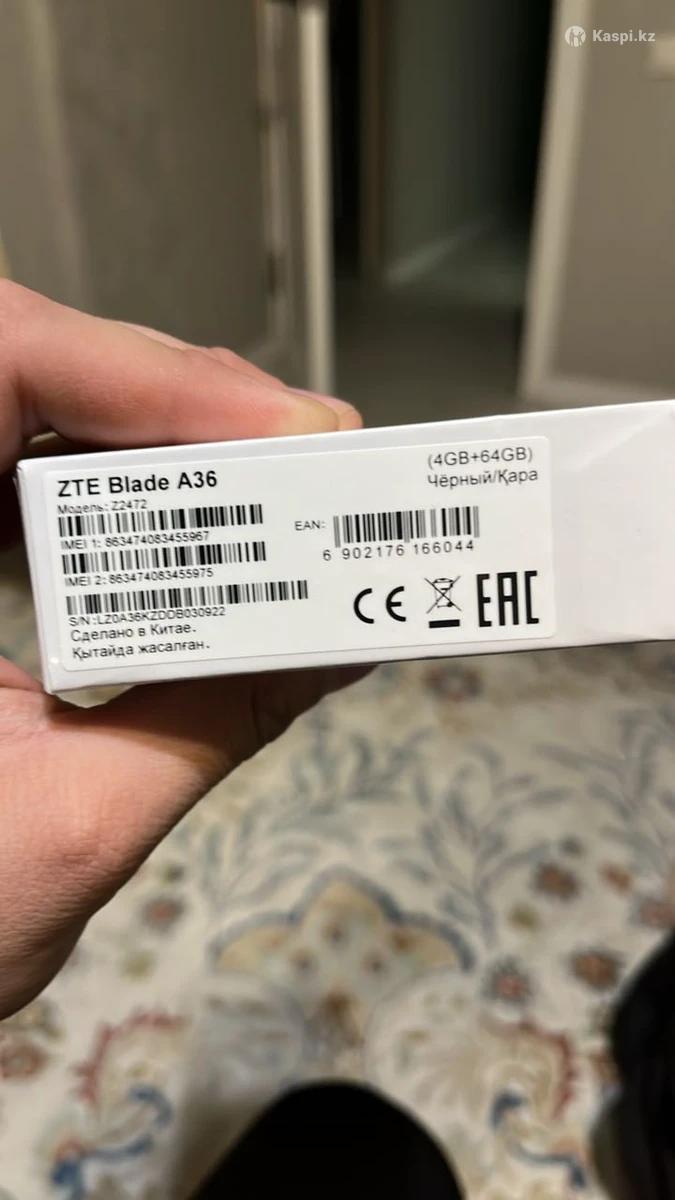 Kaspi.kz
ZTE Blade A36
(4GB+64GB)
Чёрный/Қара
Модель: Z2472
IMEI 1: 863474083455967
EAN:
6 902176 166044
IMEI 2: 863474083455975
S/N:LZ0A36KZDDB030922
Сделано в Китае.
Қытайда жасалған.
CE
EAC